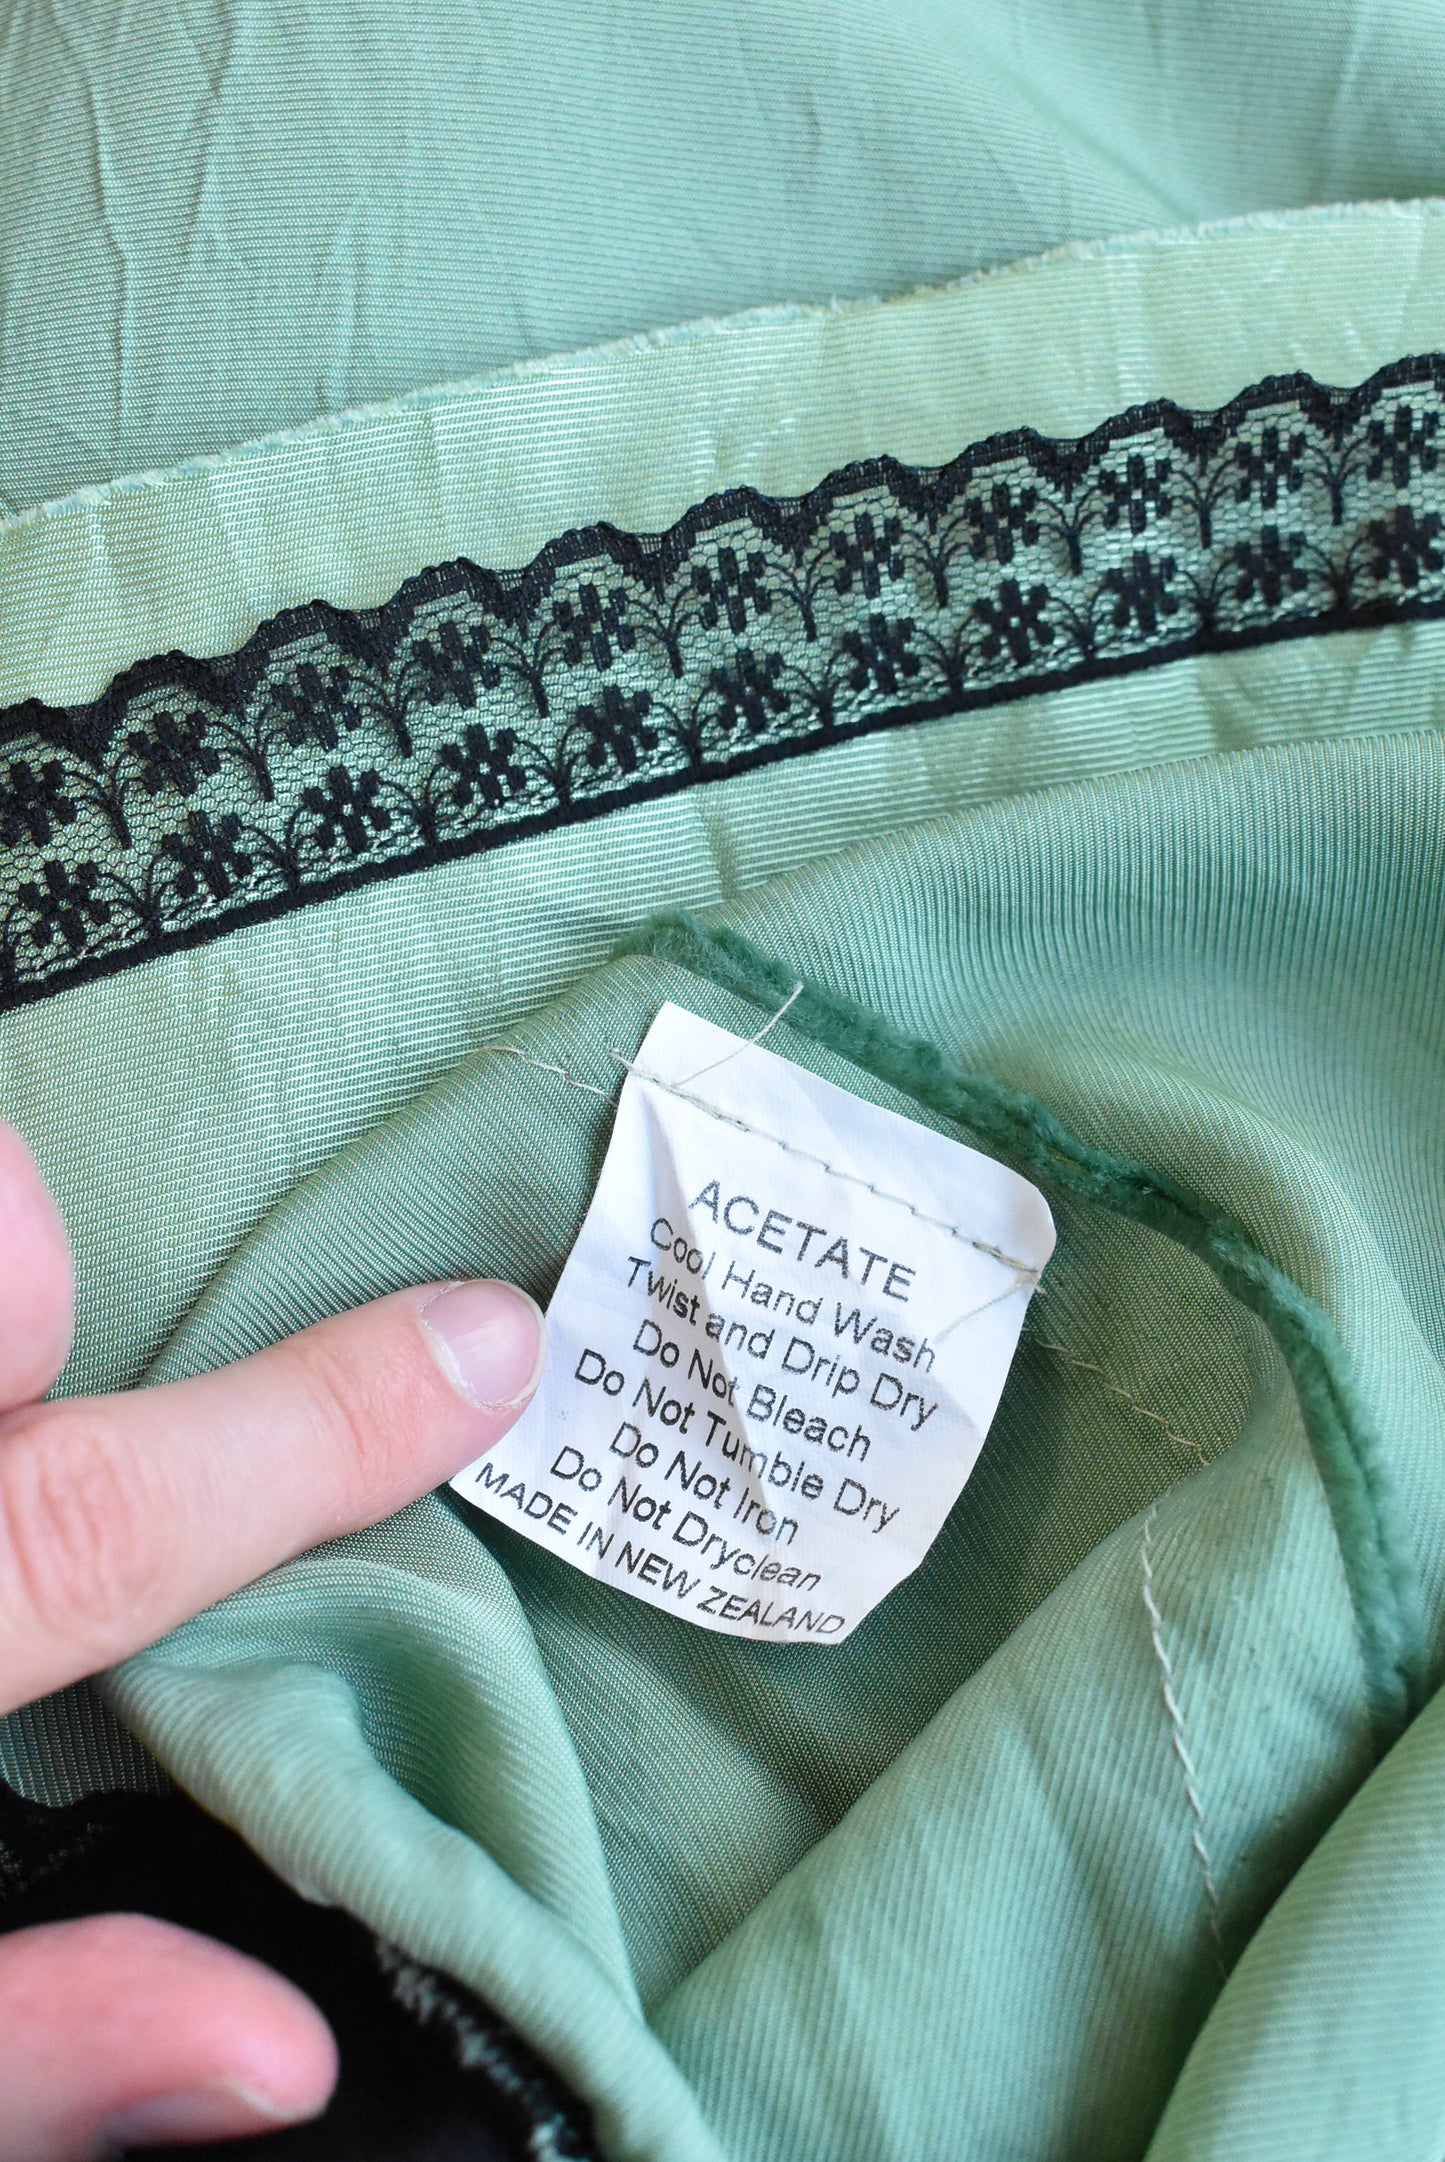 ACETATE
Cool Hand Wash
Twist and Drip Dry
Do Not Bleach
Do Not Tumble Dry
Do Not Iron
Do Not Dryclean
MADE IN NEW ZEALAND